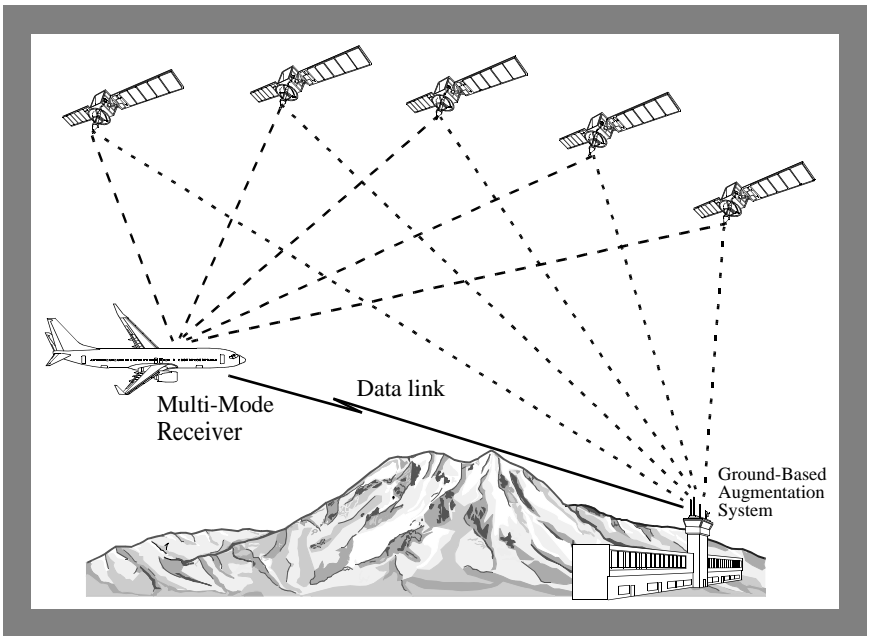 Data link
Multi-Mode
Receiver
Ground-Based
Augmentation
System